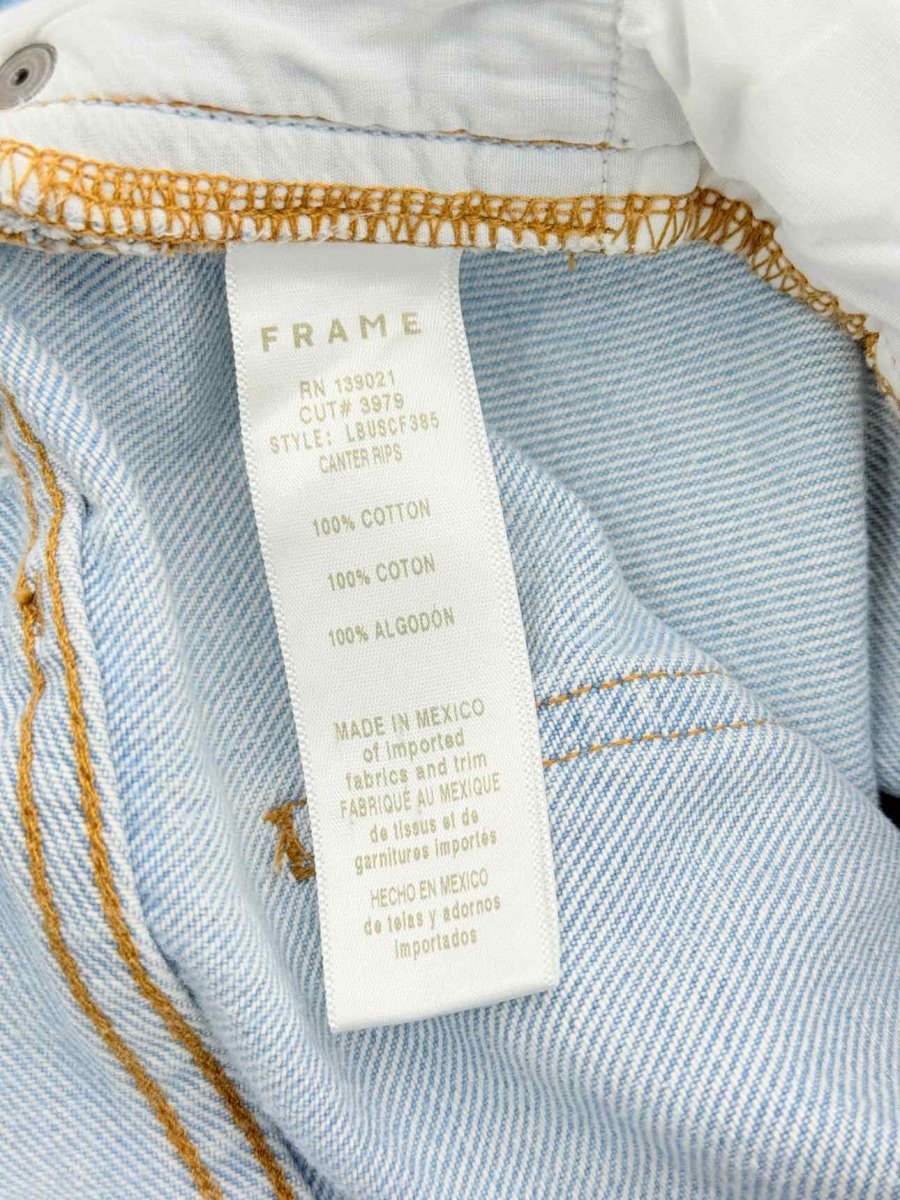 FRAME
RN 139021
CUT# 3979
STYLE: LBUSCF385
CANTER RIPS
100% COTTON
100% COTON
100% ALGODÓN
MADE IN MEXICO
of imported
fabrics and trim
FABRIQUÉ AU MEXIQUE
de tissus et de
garnitures importés
HECHO EN MEXICO
de telas y adornos
importados